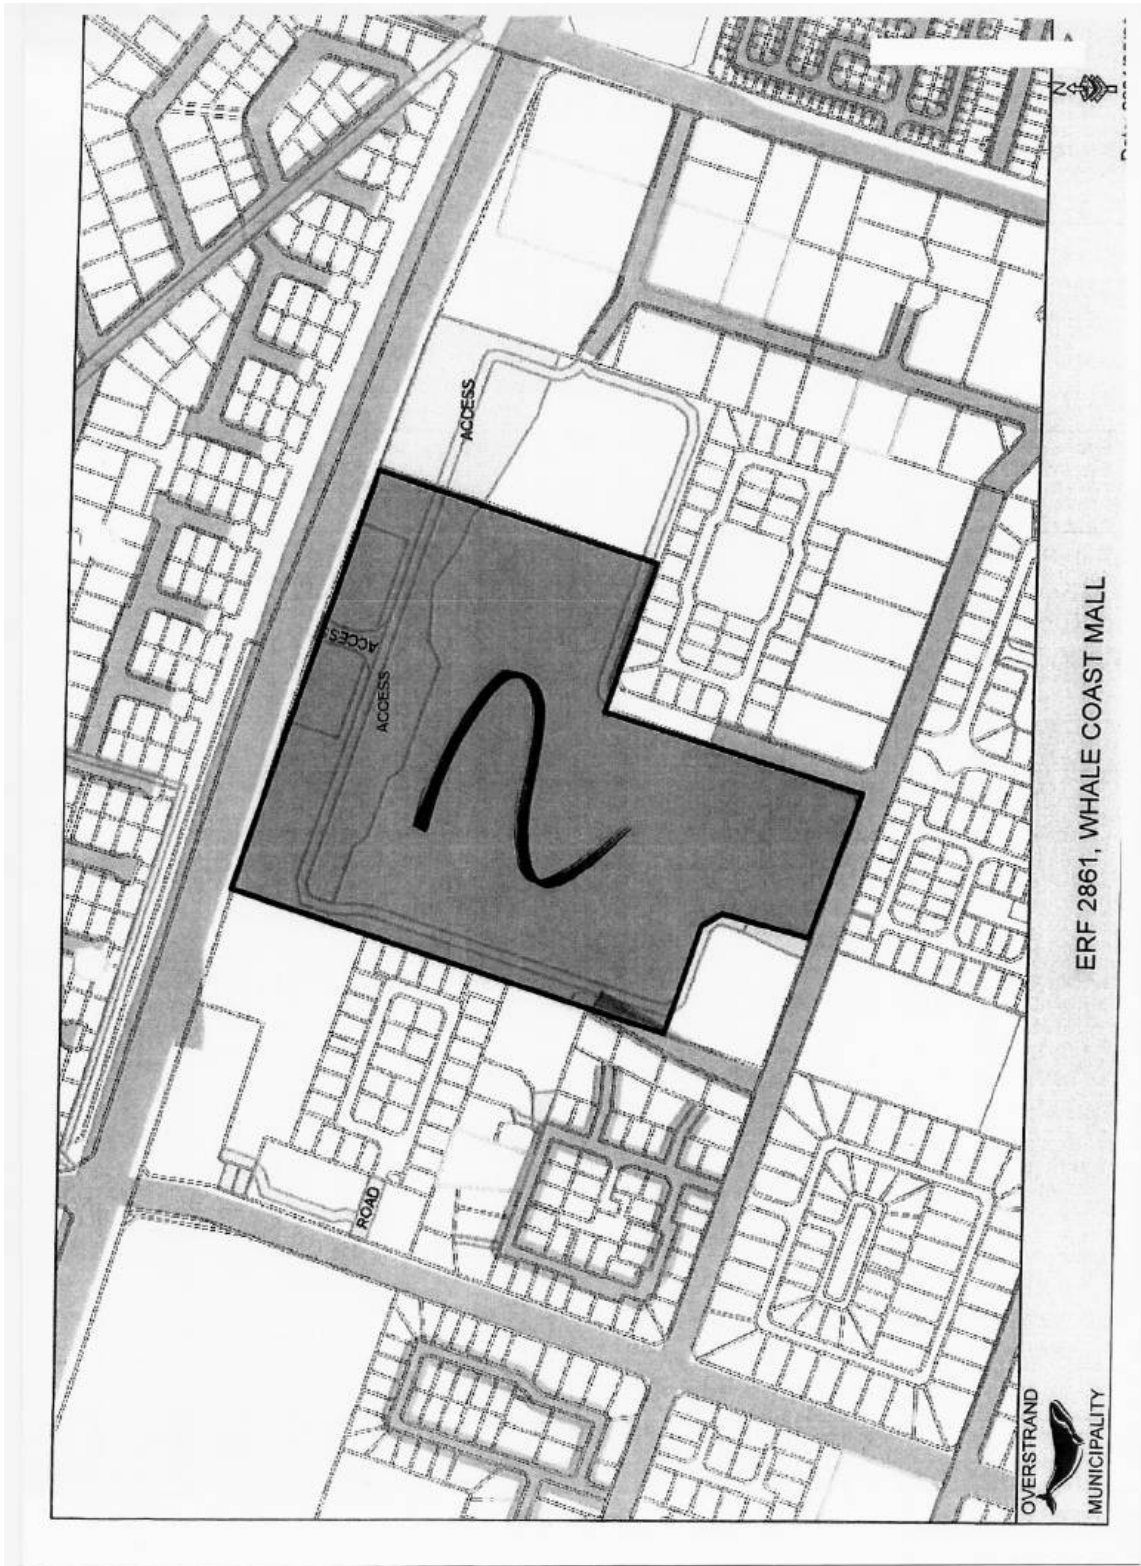 ACCESS
ACCESS
ACCESS
ROAD
N
ERF 2861, WHALE COAST MALL
OVERSTRAND
MUNICIPALITY